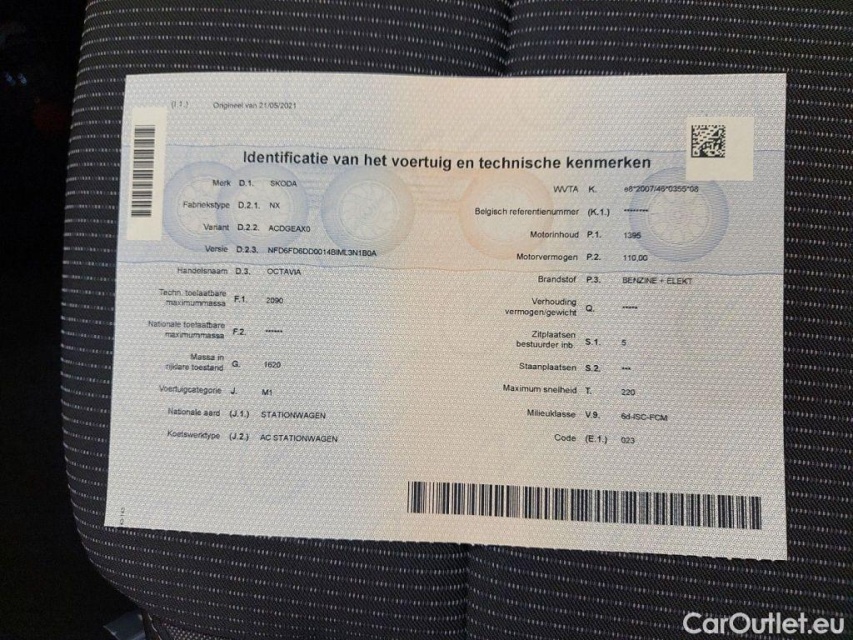 (I.1.) Origineel van 21/05/2021
Identificatie van het voertuig en technische kenmerken
Merk D.1. SKODA
Fabriekstype D.2.1. NX
Variant D.2.2. ACDGEAX0
Versie D.2.3. NFD6FD6DD0014BIML3N1B0A
Handelsnaam D.3. OCTAVIA
Techn. toelaatbare
maximummassa F.1. 2090
Nationale toelaatbare
maximummassa F.2. ------
Massa in
rijklare toestand G. 1620
Voertuigcategorie J. M1
Nationale aard (J.1.) STATIONWAGEN
Koetswerktype (J.2.) AC STATIONWAGEN
WVTA K. e8*2007/46*0355*08
Belgisch referentienummer (K.1.) --------
Motorinhoud P.1. 1395
Motorvermogen P.2. 110,00
Brandstof P.3. BENZINE + ELEKT
Verhouding
vermogen/gewicht Q. -----
Zitplaatsen
bestuurder inb. S.1. 5
Staanplaatsen S.2. ---
Maximum snelheid T. 220
Milieuklasse V.9. 6d-ISC-FCM
Code (E.1.) 023
CarOutlet.eu